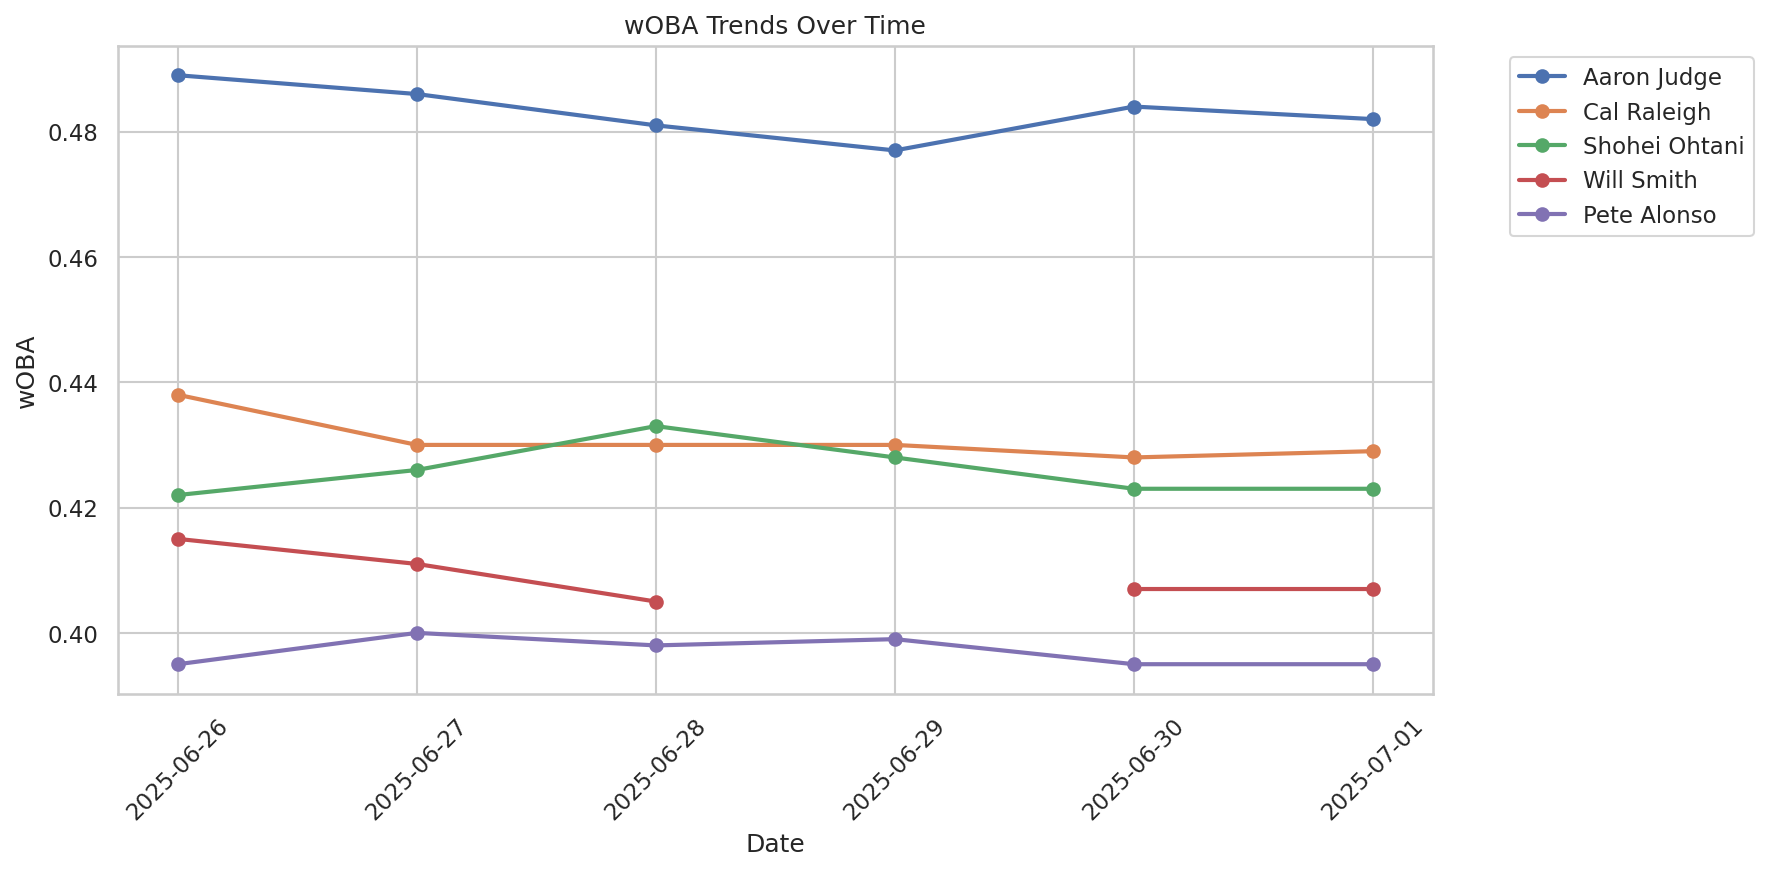 wOBA Trends Over Time
Aaron Judge
Cal Raleigh
Shohei Ohtani
Will Smith
Pete Alonso
wOBA
0.48
0.46
0.44
0.42
0.40
2025-06-26
2025-06-27
2025-06-28
2025-06-29
2025-06-30
2025-07-01
Date